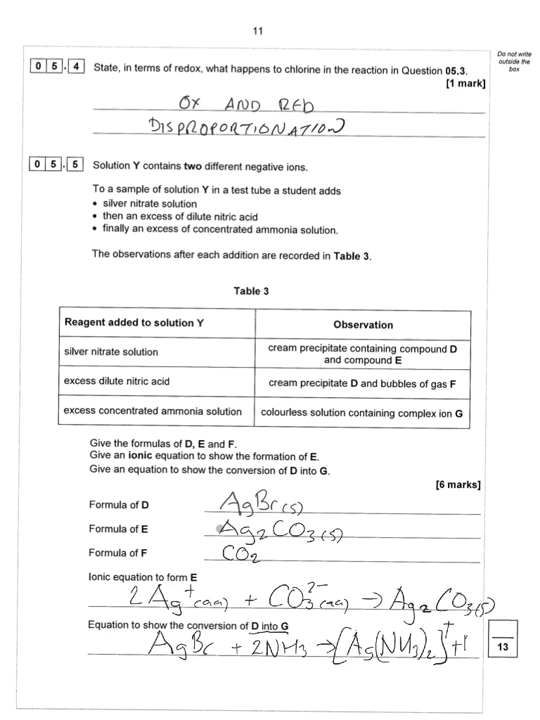 11
Do not write
outside the
box
0 5 . 4 State, in terms of redox, what happens to chlorine in the reaction in Question 05.3.
[1 mark]
OX AND RED
DISPROPORTIONATION
0 5 . 5 Solution Y contains two different negative ions.
To a sample of solution Y in a test tube a student adds
• silver nitrate solution
• then an excess of dilute nitric acid
• finally an excess of concentrated ammonia solution.
The observations after each addition are recorded in Table 3.
Table 3
Reagent added to solution Y Observation
silver nitrate solution cream precipitate containing compound D
and compound E
excess dilute nitric acid cream precipitate D and bubbles of gas F
excess concentrated ammonia solution colourless solution containing complex ion G
Give the formulas of D, E and F.
Give an ionic equation to show the formation of E.
Give an equation to show the conversion of D into G.
[6 marks]
Formula of D AgBr(s)
Formula of E Ag2CO3(s)
Formula of F CO2
Ionic equation to form E
2Ag+(aq) + CO3 2-(aq) → Ag2CO3(s)
Equation to show the conversion of D into G
AgBr + 2NH3 → [Ag(NH3)2]+ +
13